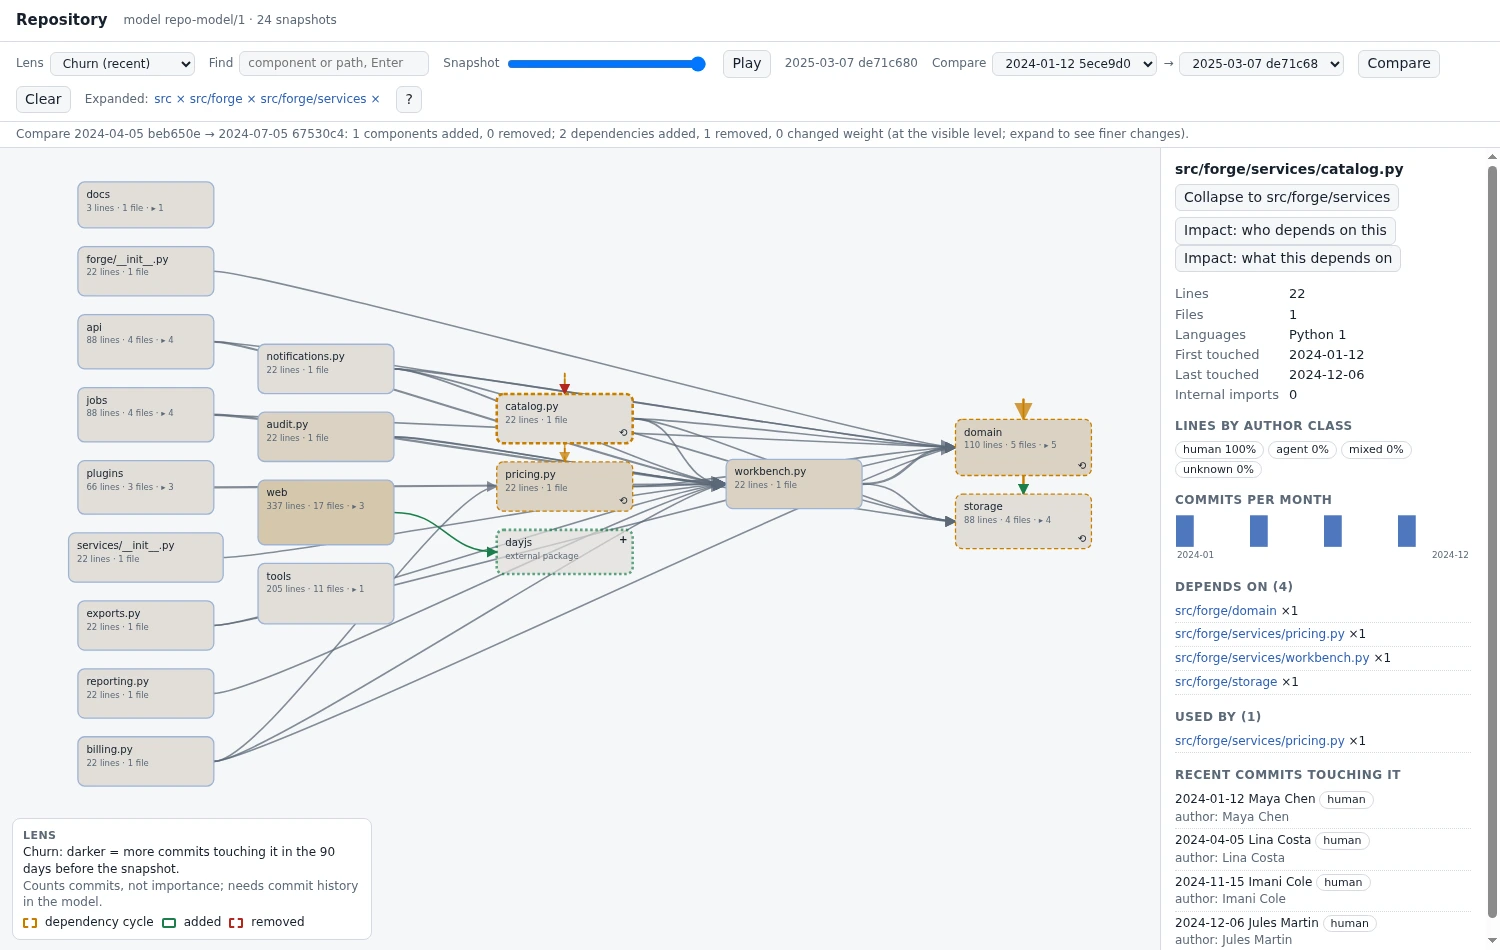 Repository model repo-model/1 · 24 snapshots
Lens Churn (recent) Find component or path, Enter Snapshot Play 2025-03-07 de71c680 Compare 2024-01-12 5ece9d0 → 2025-03-07 de71c68 Compare
Clear Expanded: src × src/forge × src/forge/services × ?
Compare 2024-04-05 beb650e → 2024-07-05 67530c4: 1 components added, 0 removed; 2 dependencies added, 1 removed, 0 changed weight (at the visible level; expand to see finer changes).
docs
3 lines · 1 file · ▸ 1
forge/__init__.py
22 lines · 1 file
api
88 lines · 4 files · ▸ 4
jobs
88 lines · 4 files · ▸ 4
plugins
66 lines · 3 files · ▸ 3
services/__init__.py
22 lines · 1 file
exports.py
22 lines · 1 file
reporting.py
22 lines · 1 file
billing.py
22 lines · 1 file
notifications.py
22 lines · 1 file
audit.py
22 lines · 1 file
web
337 lines · 17 files · ▸ 3
tools
205 lines · 11 files · ▸ 1
catalog.py
22 lines · 1 file
⟲
pricing.py
22 lines · 1 file
⟲
dayjs +
external package
workbench.py
22 lines · 1 file
domain
110 lines · 5 files · ▸ 5
⟲
storage
88 lines · 4 files · ▸ 4
⟲
LENS
Churn: darker = more commits touching it in the 90
days before the snapshot.
Counts commits, not importance; needs commit history
in the model.
dependency cycle added removed
src/forge/services/catalog.py
Collapse to src/forge/services
Impact: who depends on this
Impact: what this depends on
Lines 22
Files 1
Languages Python 1
First touched 2024-01-12
Last touched 2024-12-06
Internal imports 0
LINES BY AUTHOR CLASS
human 100% agent 0% mixed 0%
unknown 0%
COMMITS PER MONTH
2024-01 2024-12
DEPENDS ON (4)
src/forge/domain ×1
src/forge/services/pricing.py ×1
src/forge/services/workbench.py ×1
src/forge/storage ×1
USED BY (1)
src/forge/services/pricing.py ×1
RECENT COMMITS TOUCHING IT
2024-01-12 Maya Chen human
author: Maya Chen
2024-04-05 Lina Costa human
author: Lina Costa
2024-11-15 Imani Cole human
author: Imani Cole
2024-12-06 Jules Martin human
author: Jules Martin